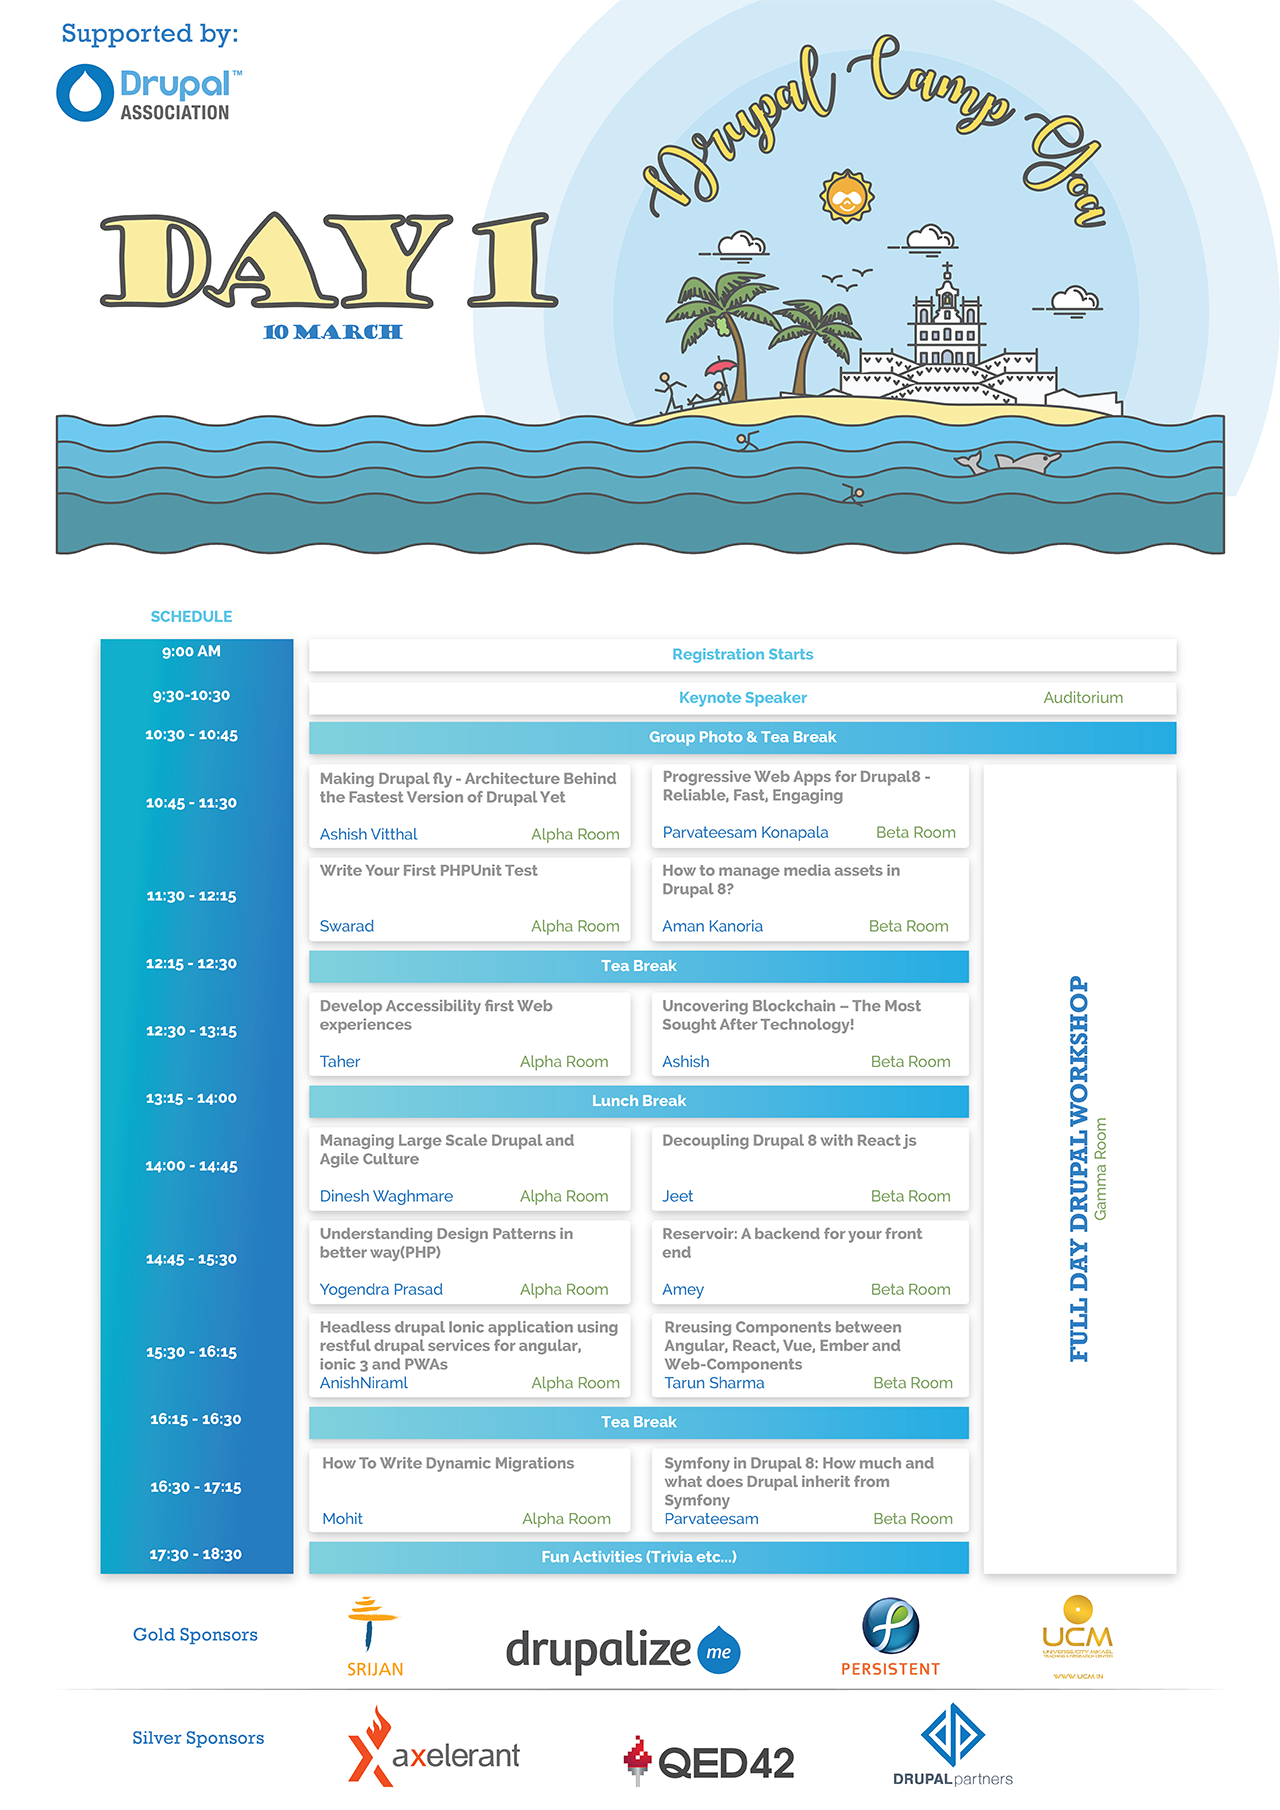 Supported by:
Drupal™
ASSOCIATION
Drupal Camp Goa
DAY 1
10 MARCH
SCHEDULE
9:00 AM
Registration Starts
9:30-10:30
Keynote Speaker
Auditorium
10:30 - 10:45
Group Photo & Tea Break
10:45 - 11:30
Making Drupal fly - Architecture Behind
the Fastest Version of Drupal Yet
Ashish Vitthal
Alpha Room
Progressive Web Apps for Drupal8 -
Reliable, Fast, Engaging
Parvateesam Konapala
Beta Room
11:30 - 12:15
Write Your First PHPUnit Test
Swarad
Alpha Room
How to manage media assets in
Drupal 8?
Aman Kanoria
Beta Room
12:15 - 12:30
Tea Break
12:30 - 13:15
Develop Accessibility first Web
experiences
Taher
Alpha Room
Uncovering Blockchain – The Most
Sought After Technology!
Ashish
Beta Room
13:15 - 14:00
Lunch Break
14:00 - 14:45
Managing Large Scale Drupal and
Agile Culture
Dinesh Waghmare
Alpha Room
Decoupling Drupal 8 with React js
Jeet
Beta Room
14:45 - 15:30
Understanding Design Patterns in
better way(PHP)
Yogendra Prasad
Alpha Room
Reservoir: A backend for your front
end
Amey
Beta Room
15:30 - 16:15
Headless drupal Ionic application using
restful drupal services for angular,
ionic 3 and PWAs
AnishNiraml
Alpha Room
Rreusing Components between
Angular, React, Vue, Ember and
Web-Components
Tarun Sharma
Beta Room
16:15 - 16:30
Tea Break
16:30 - 17:15
How To Write Dynamic Migrations
Mohit
Alpha Room
Symfony in Drupal 8: How much and
what does Drupal inherit from
Symfony
Parvateesam
Beta Room
17:30 - 18:30
Fun Activities (Trivia etc...)
FULL DAY DRUPAL WORKSHOP
Gamma Room
Gold Sponsors
SRIJAN
drupalize me
PERSISTENT
UCM
WWW.UCM.IN
Silver Sponsors
axelerant
QED42
DRUPALpartners